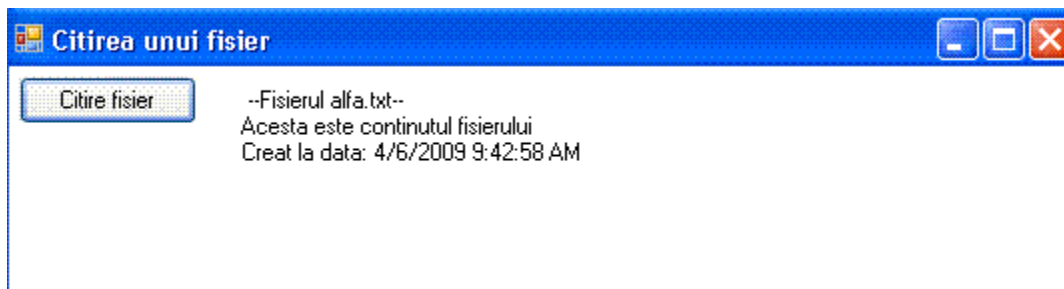 Citirea unui fisier
Citire fisier
--Fisierul alfa.txt--
Acesta este continutul fisierului
Creat la data: 4/6/2009 9:42:58 AM